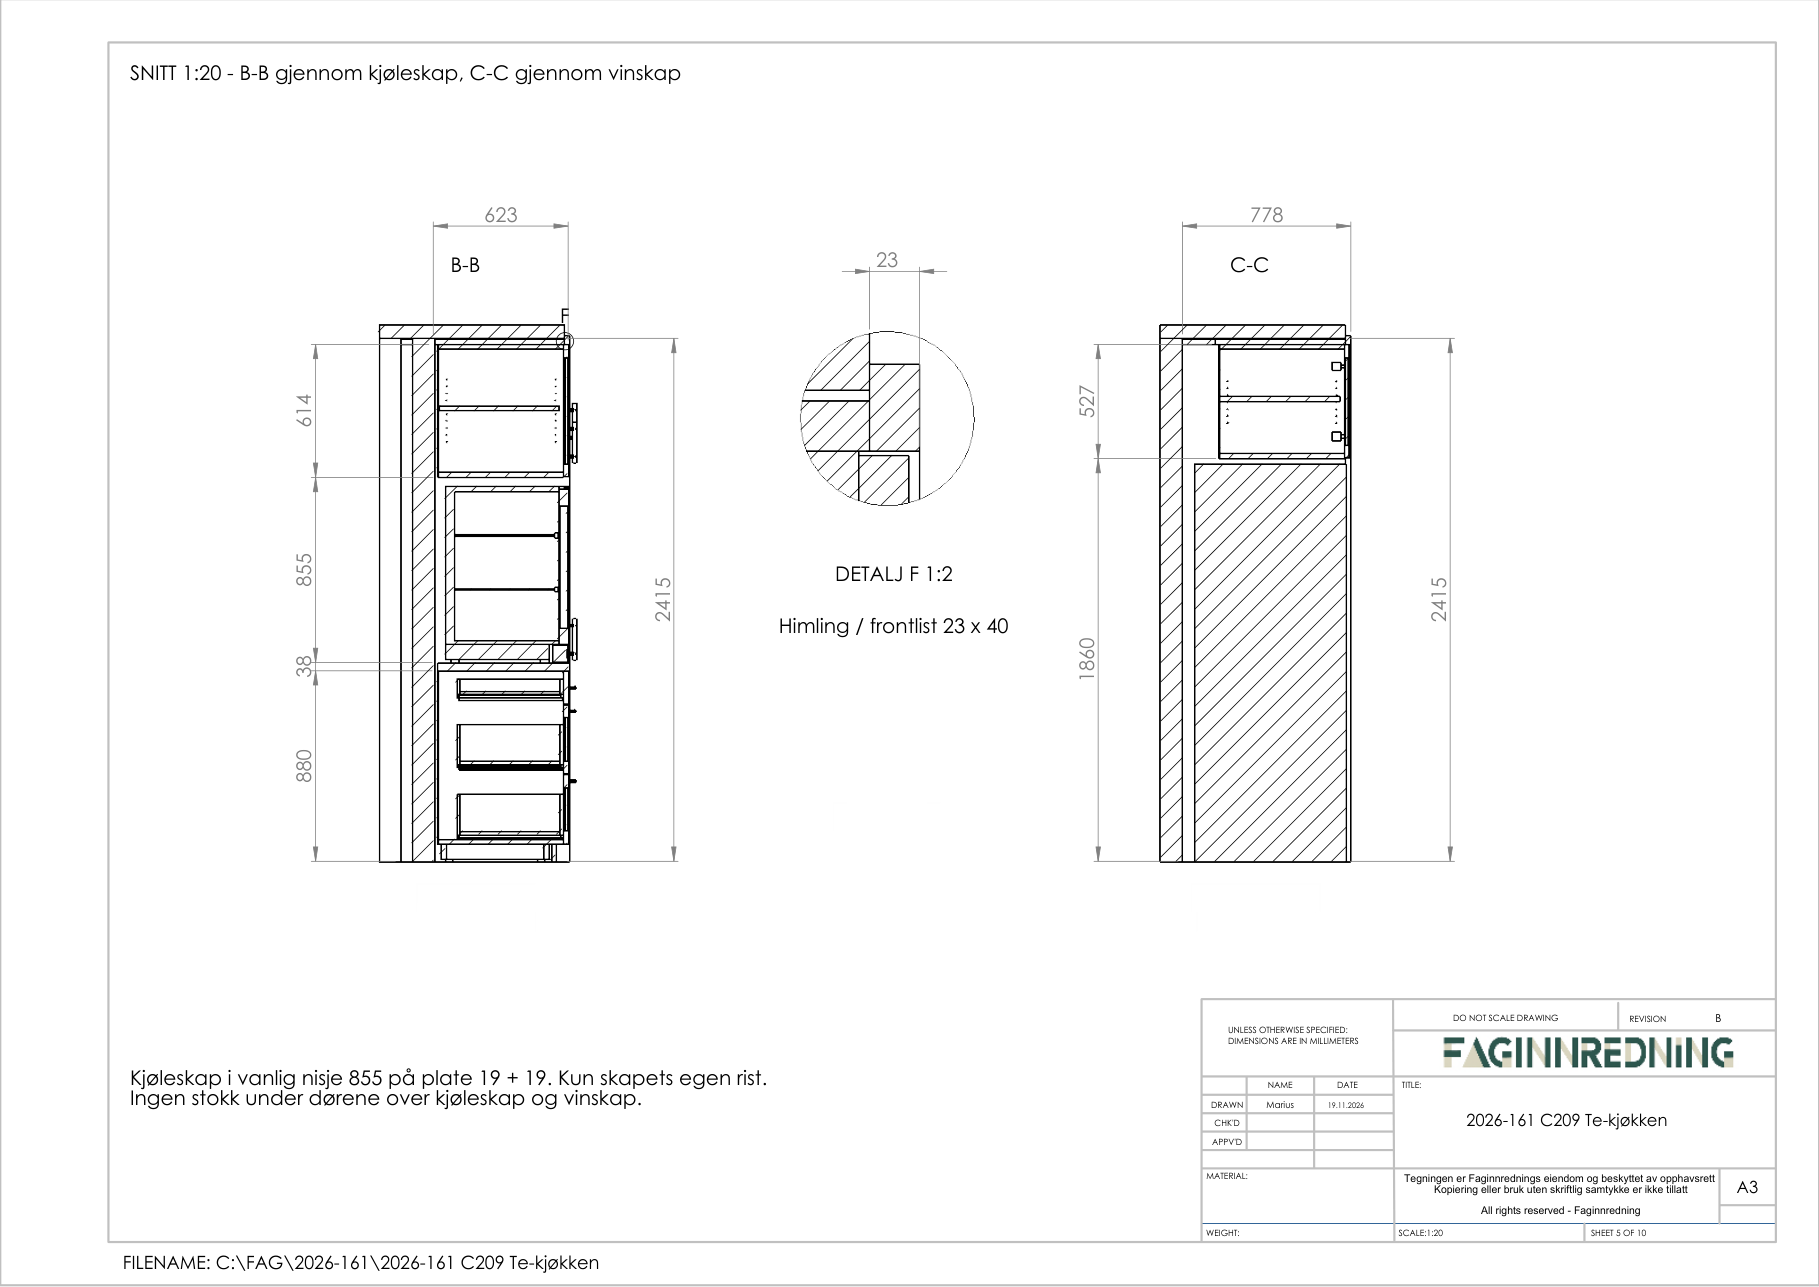 SNITT 1:20 - B-B gjennom kjøleskap, C-C gjennom vinskap
623
B-B
F
614
855
38
880
2415
23
DETALJ F 1:2
Himling / frontlist 23 x 40
778
C-C
527
1860
2415
Kjøleskap i vanlig nisje 855 på plate 19 + 19. Kun skapets egen rist.
Ingen stokk under dørene over kjøleskap og vinskap.
UNLESS OTHERWISE SPECIFIED:
DIMENSIONS ARE IN MILLIMETERS
DO NOT SCALE DRAWING
REVISION B
FAGINNREDNING
NAME DATE
DRAWN Marius 19.11.2026
CHK'D
APPV'D
TITLE:
2026-161 C209 Te-kjøkken
MATERIAL:
Tegningen er Faginnrednings eiendom og beskyttet av opphavsrett
Kopiering eller bruk uten skriftlig samtykke er ikke tillatt
All rights reserved - Faginnredning
A3
WEIGHT:
SCALE:1:20
SHEET 5 OF 10
FILENAME: C:\FAG\2026-161\2026-161 C209 Te-kjøkken